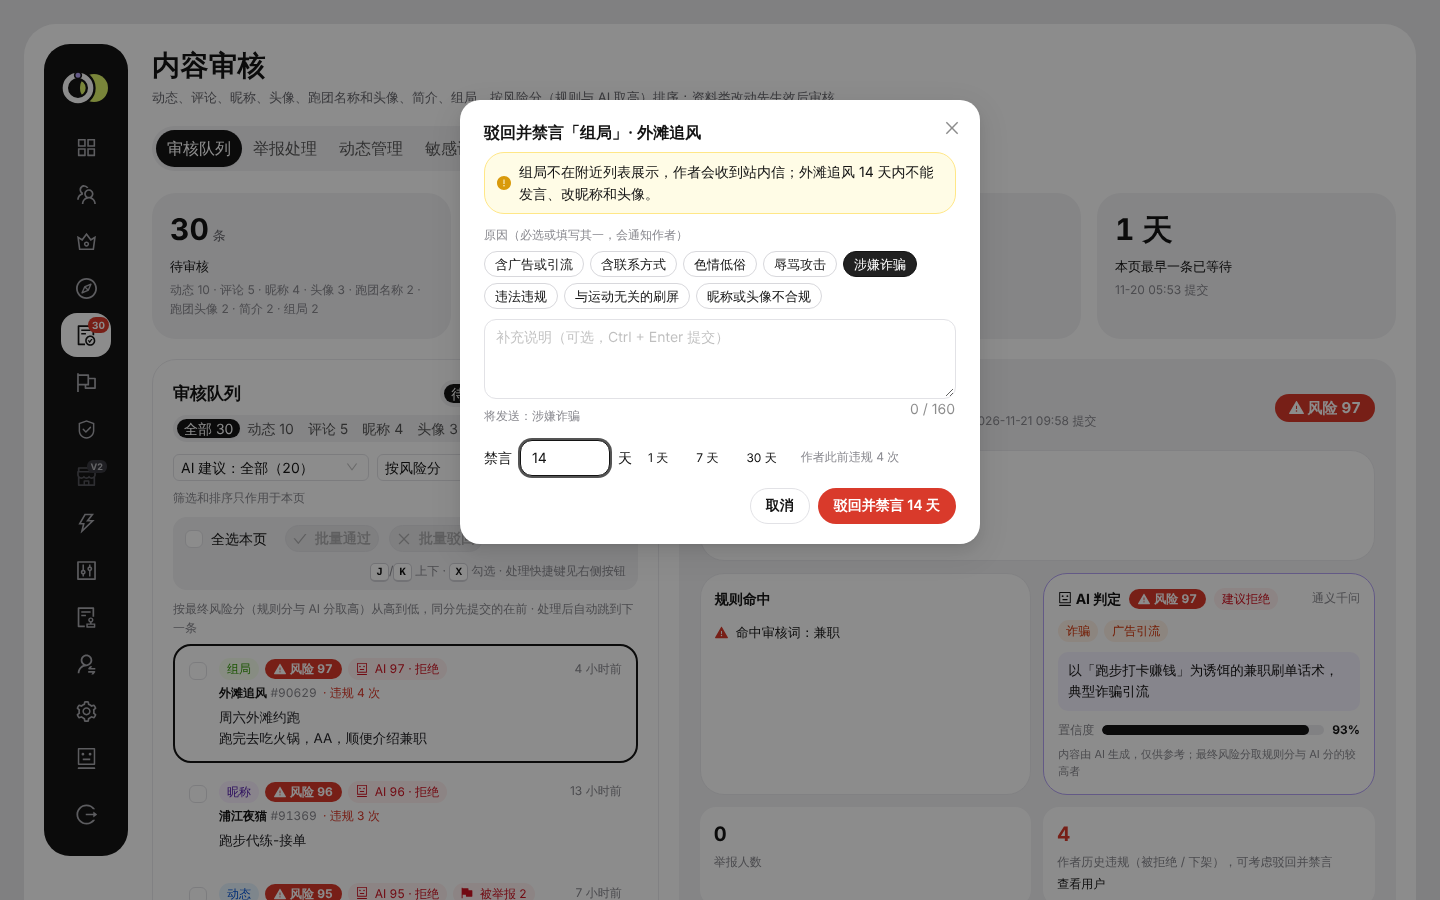 内容审核
动态、评论、昵称、头像、跑团名称和头像、简介、组局，按风险分（规则与 AI 取高）排序；资料类改动先生效后审核
审核队列 举报处理 动态管理
30 条
待审核
动态 10 · 评论 5 · 昵称 4 · 头像 3 · 跑团名称 2 ·
跑团头像 2 · 简介 2 · 组局 2
1 天
本页最早一条已等待
11-20 05:53 提交
30
V2
驳回并禁言「组局」· 外滩追风
组局不在附近列表展示，作者会收到站内信；外滩追风 14 天内不能
发言、改昵称和头像。
原因（必选或填写其一，会通知作者）
含广告或引流 含联系方式 色情低俗 辱骂攻击 涉嫌诈骗
违法违规 与运动无关的刷屏 昵称或头像不合规
补充说明（可选，Ctrl + Enter 提交）
0 / 160
将发送：涉嫌诈骗
禁言 14 天 1 天 7 天 30 天 作者此前违规 4 次
取消 驳回并禁言 14 天
审核队列
全部 30 动态 10 评论 5 昵称 4 头像 3
AI 建议：全部（20） 按风险分
筛选和排序只作用于本页
全选本页 批量通过 批量驳回
J / K 上下 · X 勾选 · 处理快捷键见右侧按钮
按最终风险分（规则分与 AI 分取高）从高到低，同分先提交的在前 · 处理后自动跳到下
一条
组局 风险 97 AI 97 · 拒绝 4 小时前
外滩追风 #90629 · 违规 4 次
周六外滩约跑
跑完去吃火锅，AA，顺便介绍兼职
昵称 风险 96 AI 96 · 拒绝 13 小时前
浦江夜猫 #91369 · 违规 3 次
跑步代练-接单
动态 风险 95 AI 95 · 拒绝 被举报 2 7 小时前
026-11-21 09:58 提交
风险 97
规则命中
命中审核词：兼职
AI 判定 风险 97 建议拒绝 通义千问
诈骗 广告引流
以「跑步打卡赚钱」为诱饵的兼职刷单话术，
典型诈骗引流
置信度 93%
内容由 AI 生成，仅供参考；最终风险分取规则分与 AI 分的较
高者
0
举报人数
4
作者历史违规（被拒绝 / 下架），可考虑驳回并禁言
查看用户